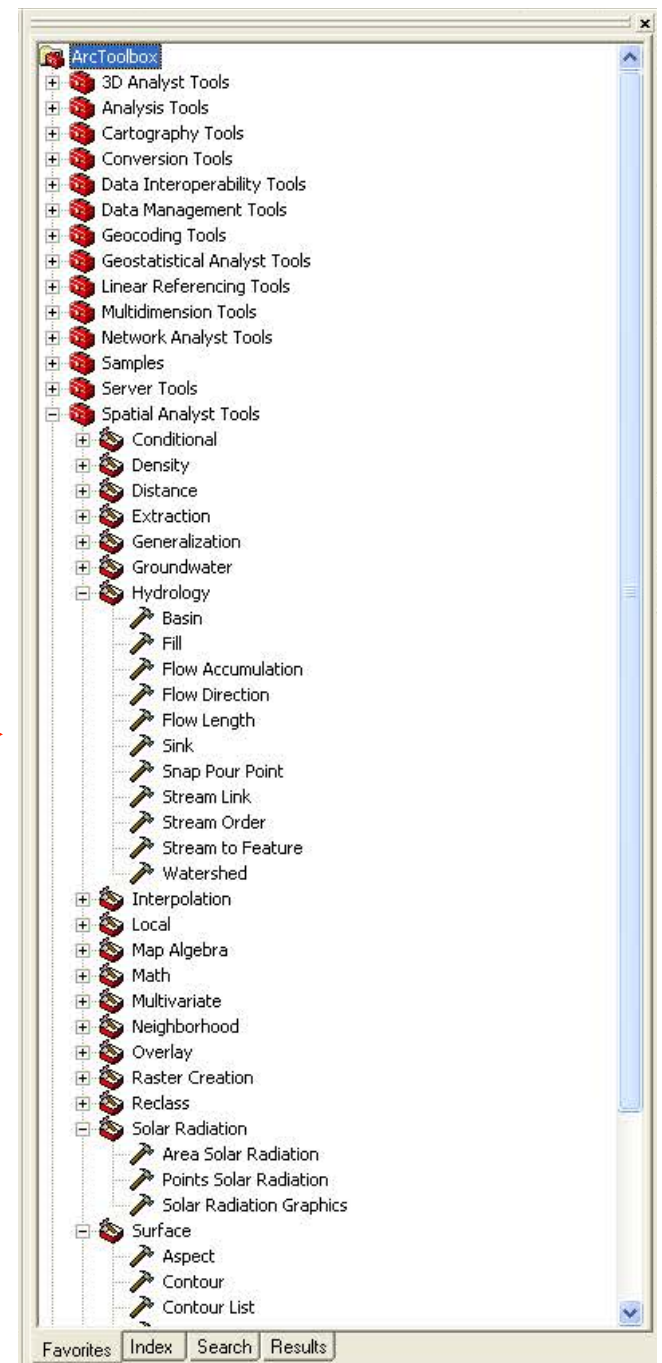 ArcToolbox
3D Analyst Tools
Analysis Tools
Cartography Tools
Conversion Tools
Data Interoperability Tools
Data Management Tools
Geocoding Tools
Geostatistical Analyst Tools
Linear Referencing Tools
Multidimension Tools
Network Analyst Tools
Samples
Server Tools
Spatial Analyst Tools
Conditional
Density
Distance
Extraction
Generalization
Groundwater
Hydrology
Basin
Fill
Flow Accumulation
Flow Direction
Flow Length
Sink
Snap Pour Point
Stream Link
Stream Order
Stream to Feature
Watershed
Interpolation
Local
Map Algebra
Math
Multivariate
Neighborhood
Overlay
Raster Creation
Reclass
Solar Radiation
Area Solar Radiation
Points Solar Radiation
Solar Radiation Graphics
Surface
Aspect
Contour
Contour List
Favorites Index Search Results